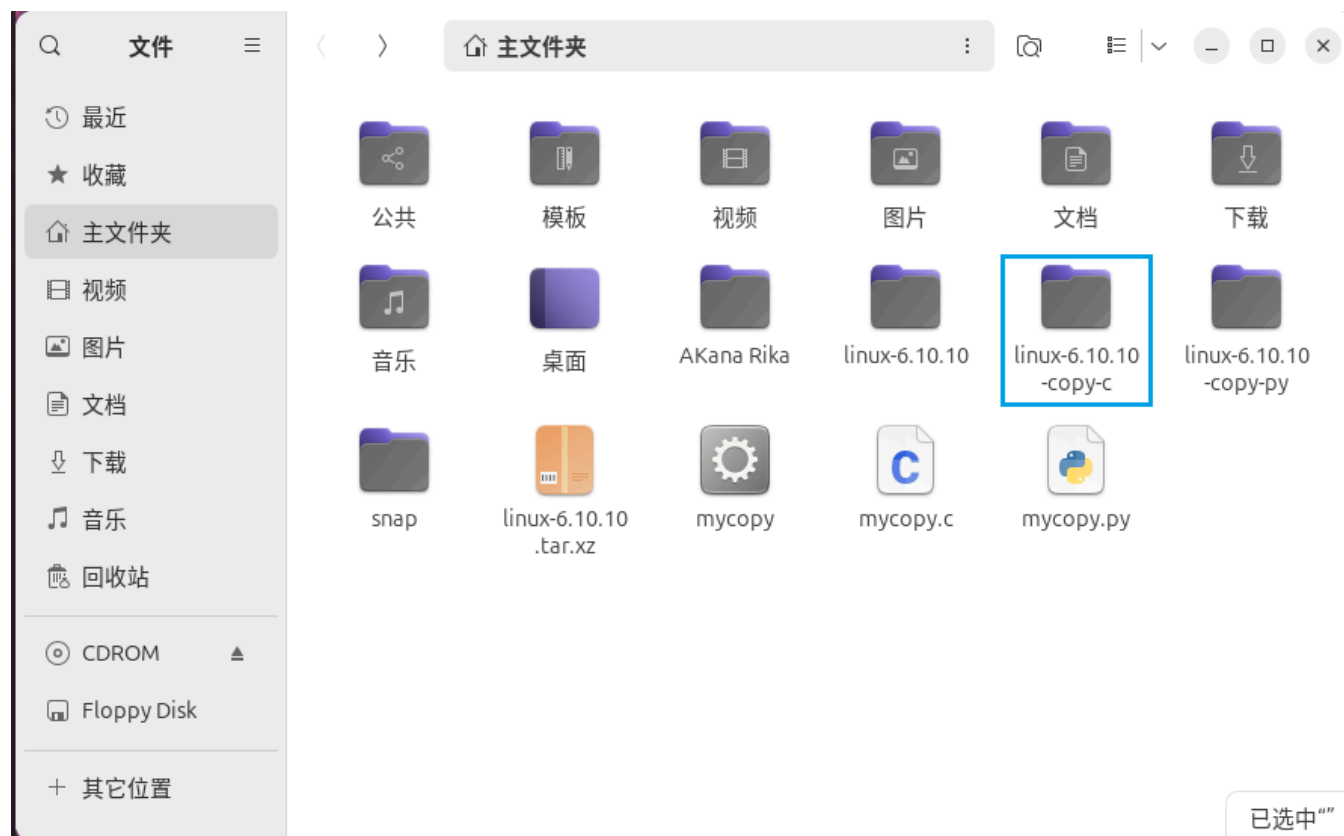 文件
主文件夹
最近
收藏
主文件夹
视频
图片
文档
下载
音乐
回收站
CDROM
Floppy Disk
其它位置
公共
模板
视频
图片
文档
下载
音乐
桌面
AKana Rika
linux-6.10.10
linux-6.10.10
-copy-c
linux-6.10.10
-copy-py
snap
linux-6.10.10
.tar.xz
mycopy
mycopy.c
mycopy.py
已选中“”